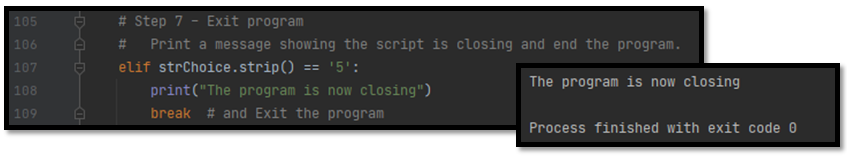 105 # Step 7 - Exit program
106 #   Print a message showing the script is closing and end the program.
107 elif strChoice.strip() == '5':
108     print("The program is now closing")
109     break  # and Exit the program
The program is now closing
Process finished with exit code 0